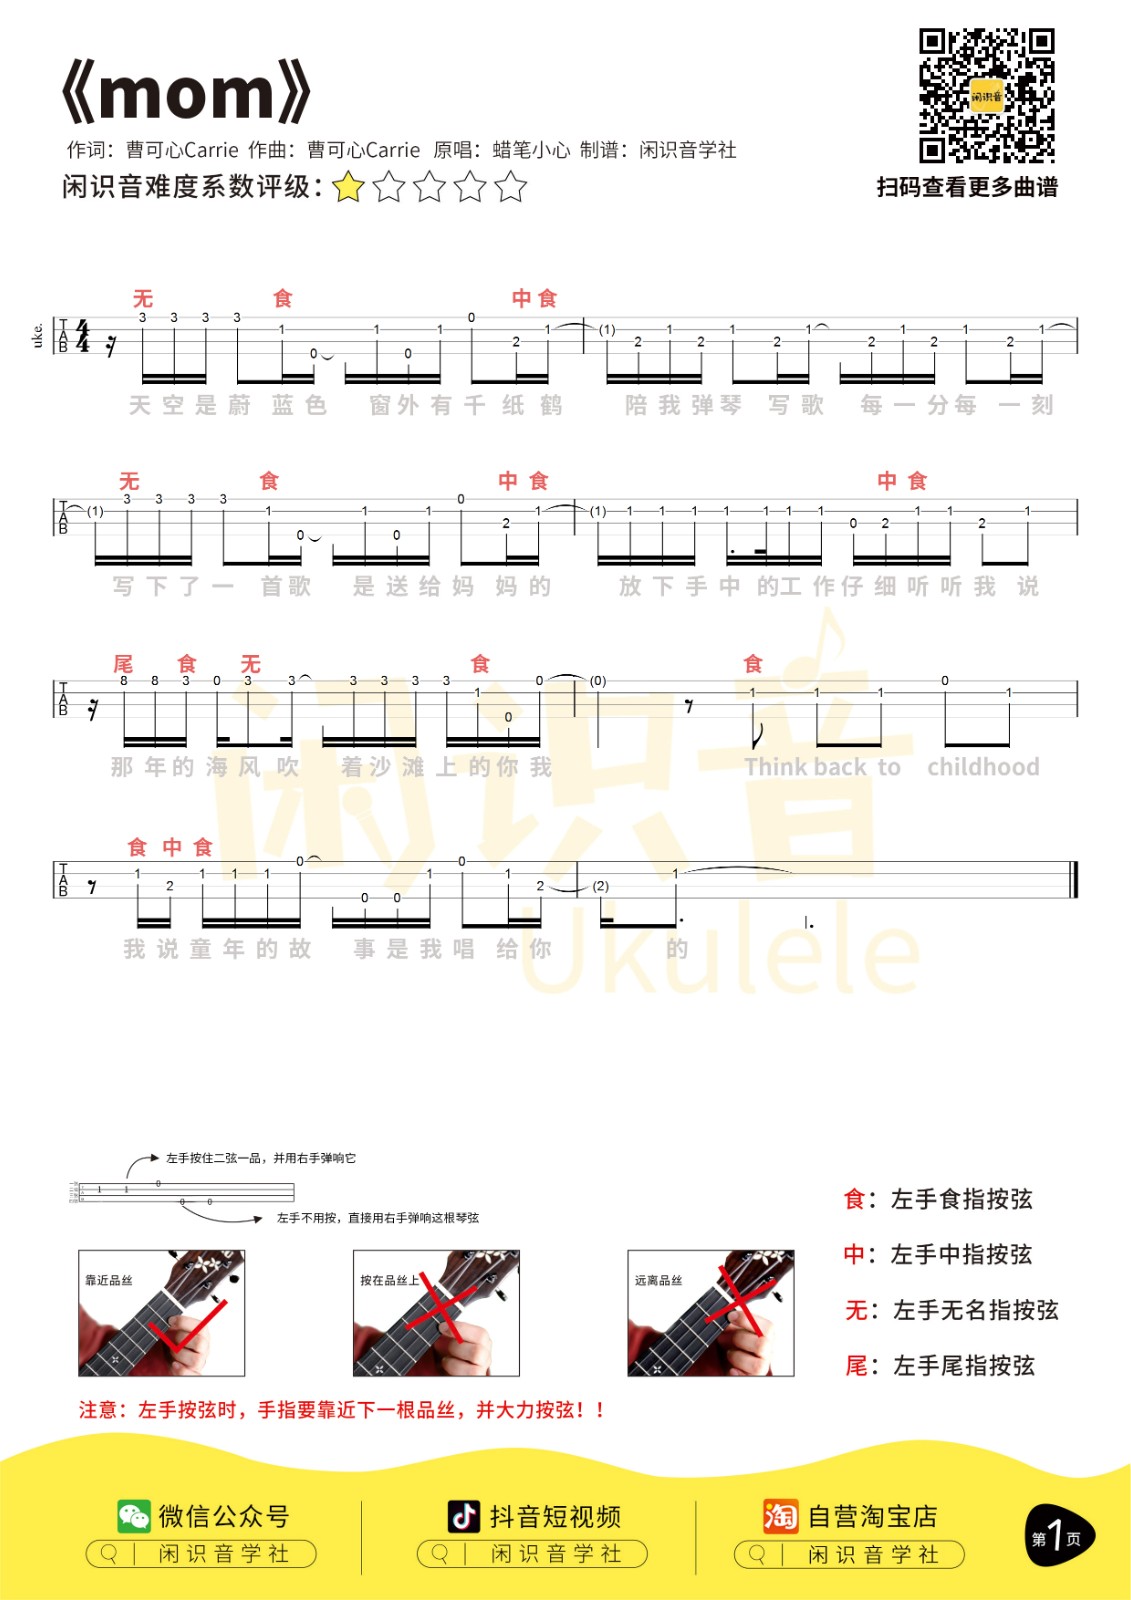 《mom》
闲识音
作词：曹可心Carrie 作曲：曹可心Carrie 原唱：蜡笔小心 制谱：闲识音学社
闲识音难度系数评级：
扫码查看更多曲谱
无 食 中 食
uke.
T A B 4 4 3 3 3 3 1 0 1 0 1 0 2 1 (1) 2 1 2 1 2 1 2 1 2 1 2 1
天 空 是 蔚 蓝 色 窗 外 有 千 纸 鹤 陪 我 弹 琴 写 歌 每 一 分 每 一 刻
无 食 中 食 中 食
T A B (1) 3 3 3 3 1 0 1 0 1 0 2 1 (1) 1 1 1 1 1 1 1 0 2 1 1 2 1
写 下 了 一 首 歌 是 送 给 妈 妈 的 放 下 手 中 的 工 作 仔 细 听 听 我 说
尾 食 无 食 食
T A B 8 8 3 0 3 3 3 3 3 3 1 0 0 (0) 1 1 1 0 1
那 年 的 海 风 吹 着 沙 滩 上 的 你 我 Think back to childhood
食 中 食
T A B 1 2 1 1 1 0 0 0 1 0 1 2 (2) 1
我 说 童 年 的 故 事 是 我 唱 给 你 的
闲识音
Ukulele
左手按住二弦一品，并用右手弹响它
1 1 0 0 0
左手不用按，直接用右手弹响这根琴弦
靠近品丝
按在品丝上
远离品丝
食：左手食指按弦
中：左手中指按弦
无：左手无名指按弦
尾：左手尾指按弦
注意：左手按弦时，手指要靠近下一根品丝，并大力按弦！！
微信公众号
闲识音学社
抖音短视频
闲识音学社
淘 自营淘宝店
闲识音学社
第1页